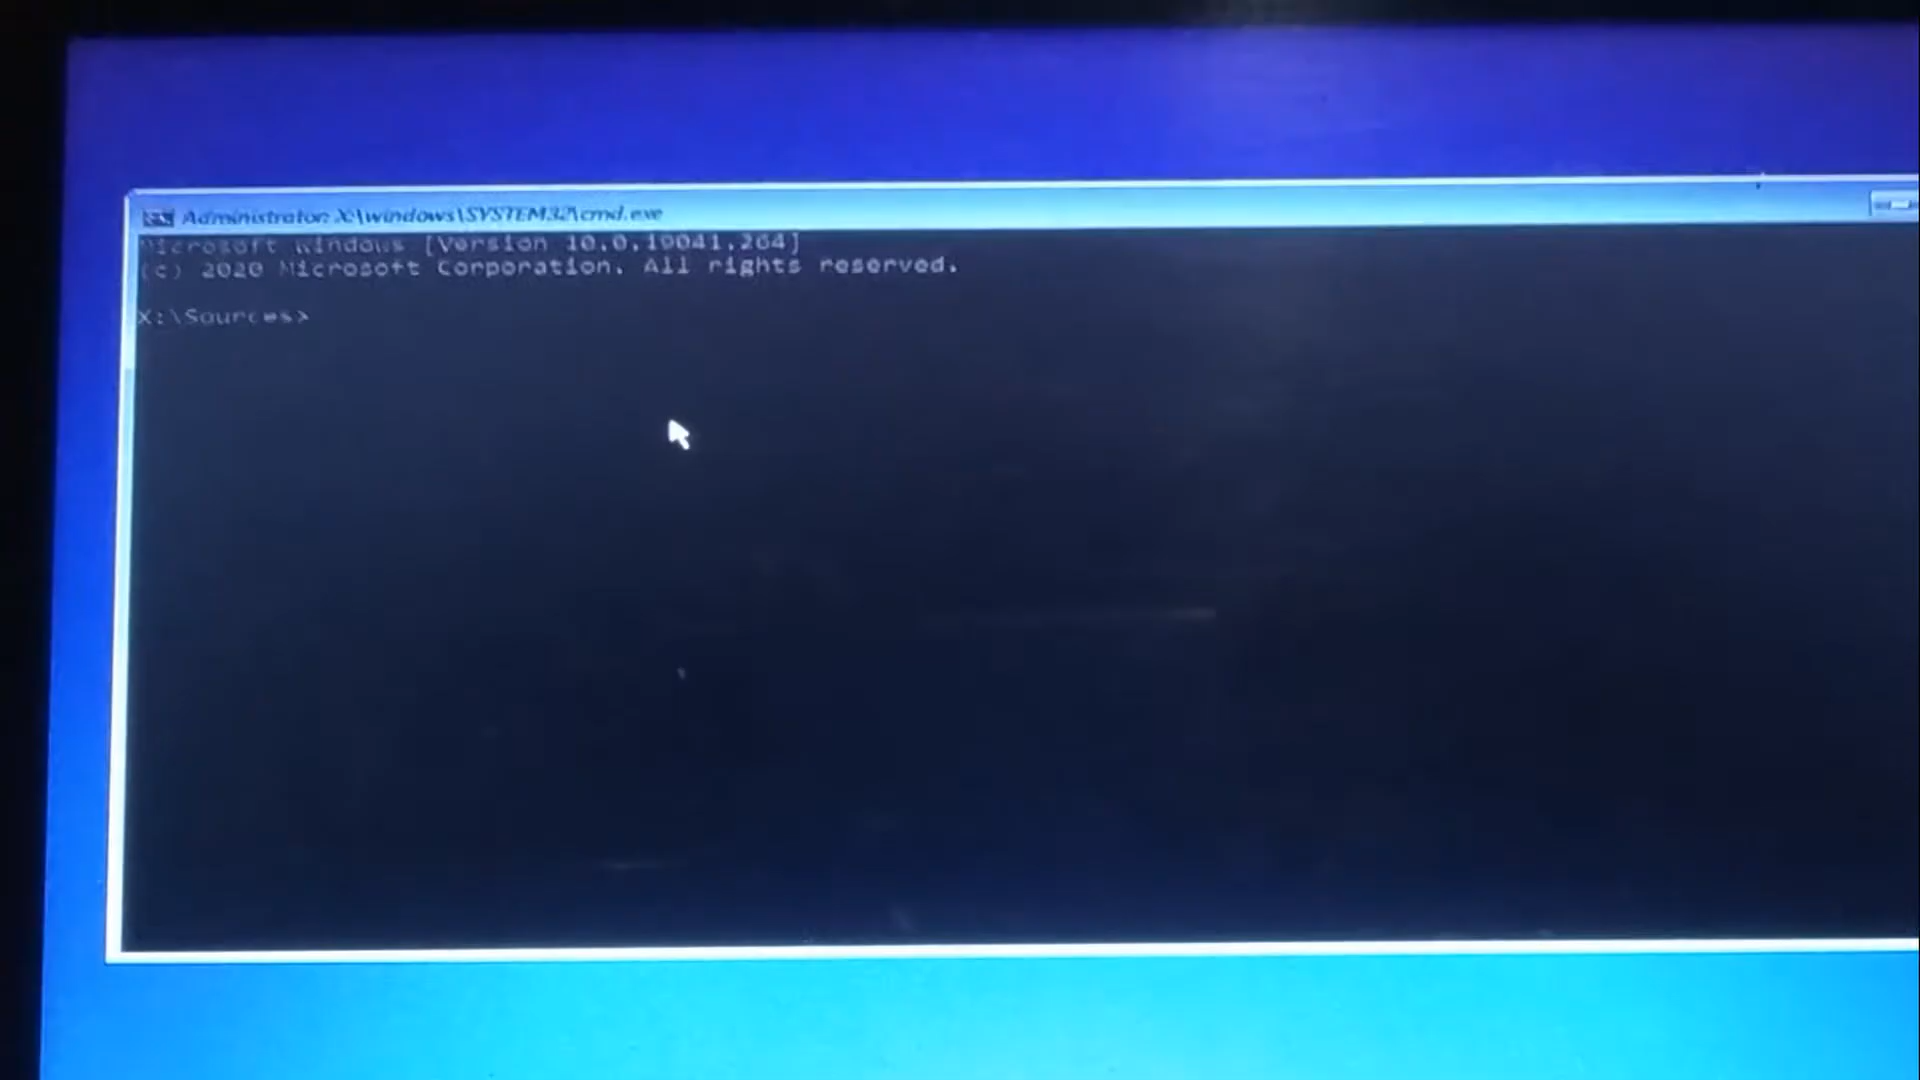 Administrator: X:\windows\SYSTEM32\cmd.exe
Microsoft Windows [Version 10.0.19041.264]
(c) 2020 Microsoft Corporation. All rights reserved.
X:\Sources>